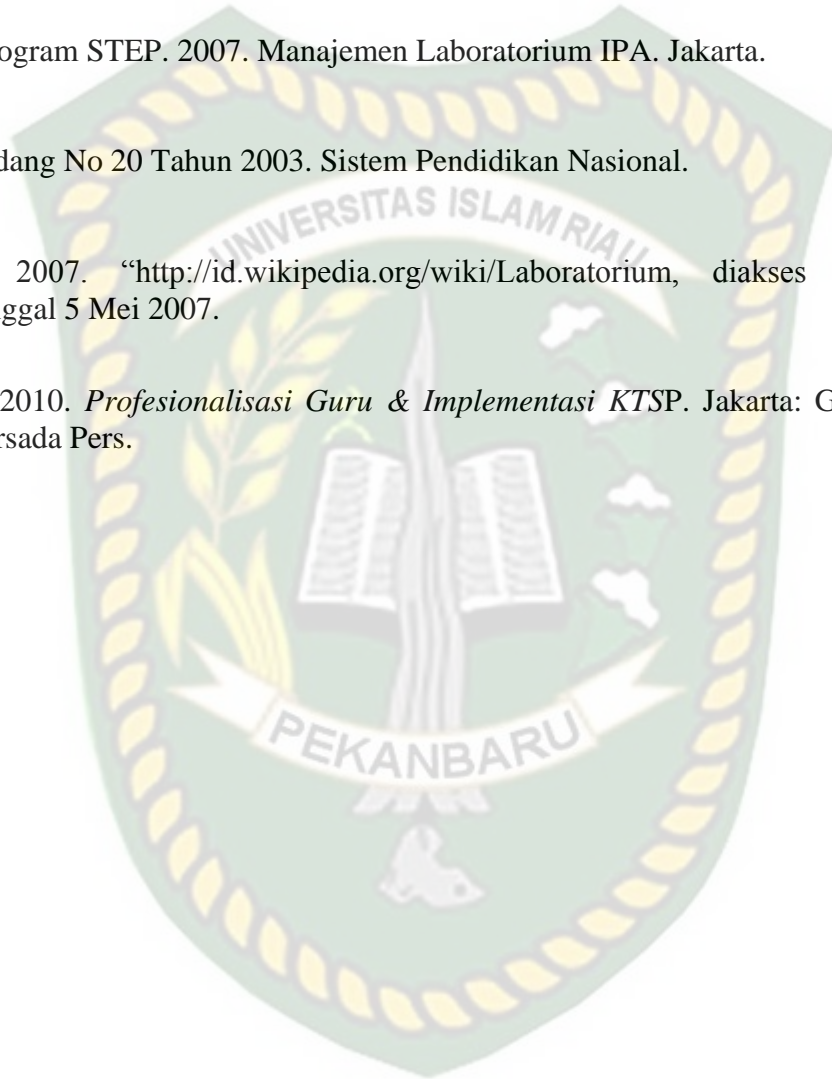 ogram STEP. 2007. Manajemen Laboratorium IPA. Jakarta.
dang No 20 Tahun 2003. Sistem Pendidikan Nasional.
UNIVERSITAS ISLAM RIAU
2007. “http://id.wikipedia.org/wiki/Laboratorium, diakses
ggal 5 Mei 2007.
2010. Profesionalisasi Guru & Implementasi KTSP. Jakarta: G
rsada Pers.
PEKANBARU